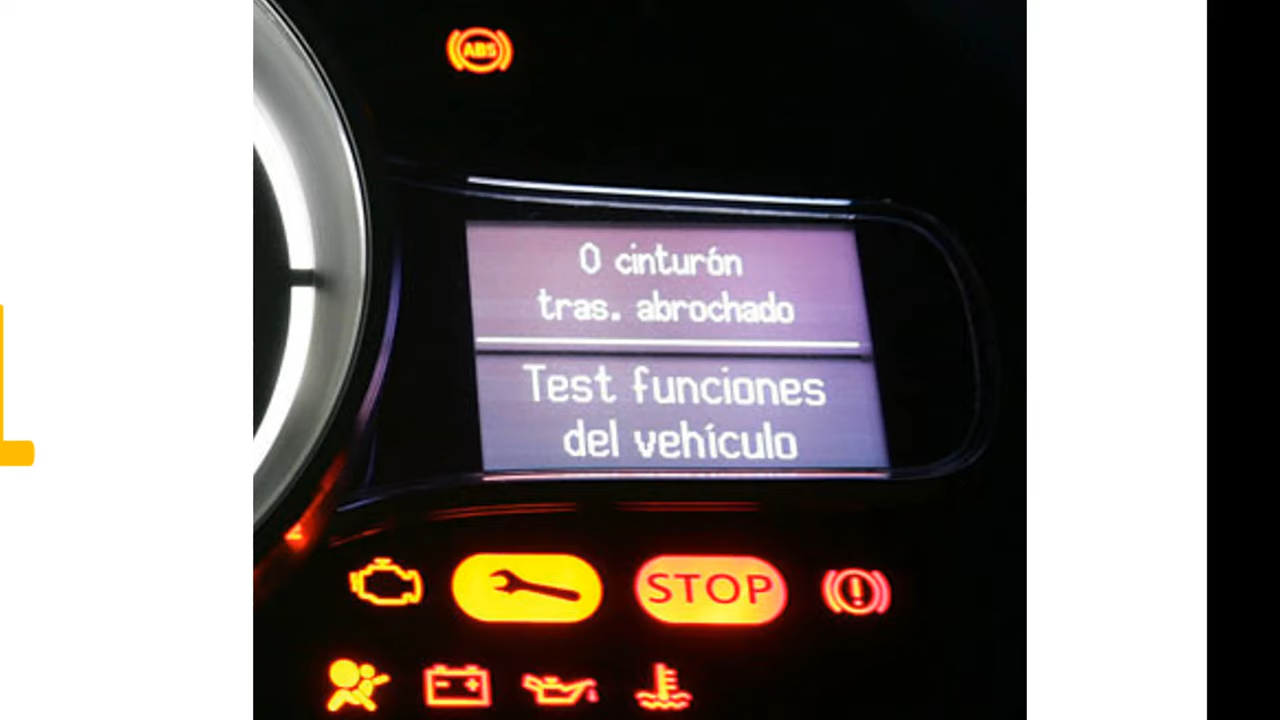 ABS
0 cinturón
tras. abrochado
Test funciones
del vehículo
STOP